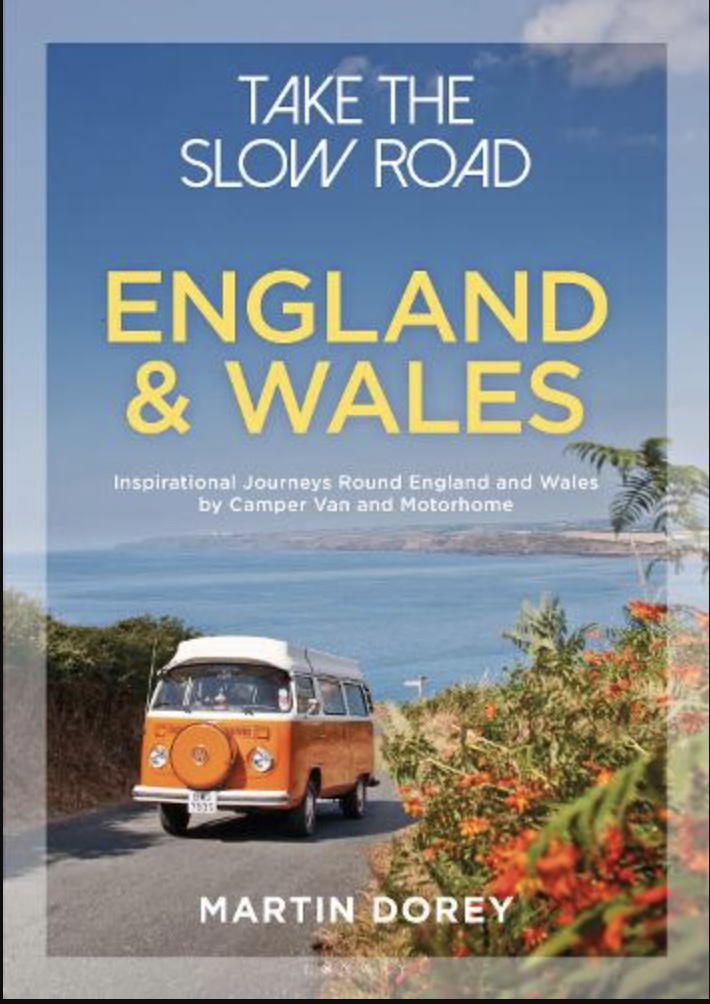 TAKE THE
SLOW ROAD
ENGLAND
& WALES
Inspirational Journeys Round England and Wales
by Camper Van and Motorhome
MARTIN DOREY